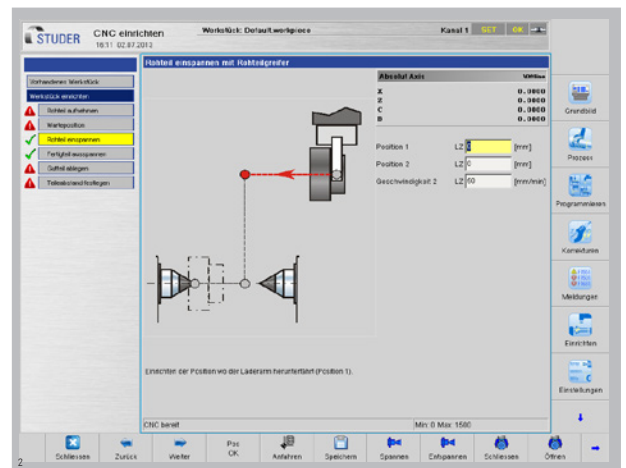 STUDER
CNC einrichten
16:11 02.07.2013
Werkstück: Default.workpiece
Kanal 1 SET OK
Rohteil einspannen mit Rohteilgreifer
Vorhandenes Werkstück
Werkstück einrichten
Rohteil aufnehmen
Warteposition
Rohteil einspannen
Fertigteil ausspannen
Gutteil ablegen
Teileabstand festlegen
Absolut Axis
X 0.0000
Z 0.0000
C 0.0000
B 0.0000
Position 1 LZ 0 [mm]
Position 2 LZ 0 [mm]
Geschwindigkeit 2 LZ 60 [mm/min]
Einrichten der Position wo der Laderarm herunterfährt (Position 1).
CNC bereit
Min: 0 Max: 1500
Grundbild
Prozess
Programmieren
Korrekturen
Meldungen
Einrichten
Einstellungen
Schliessen
Zurück
Weiter
Pos OK
Anfahren
Speichern
Spannen
Entspannen
Schliessen
Öffnen
2